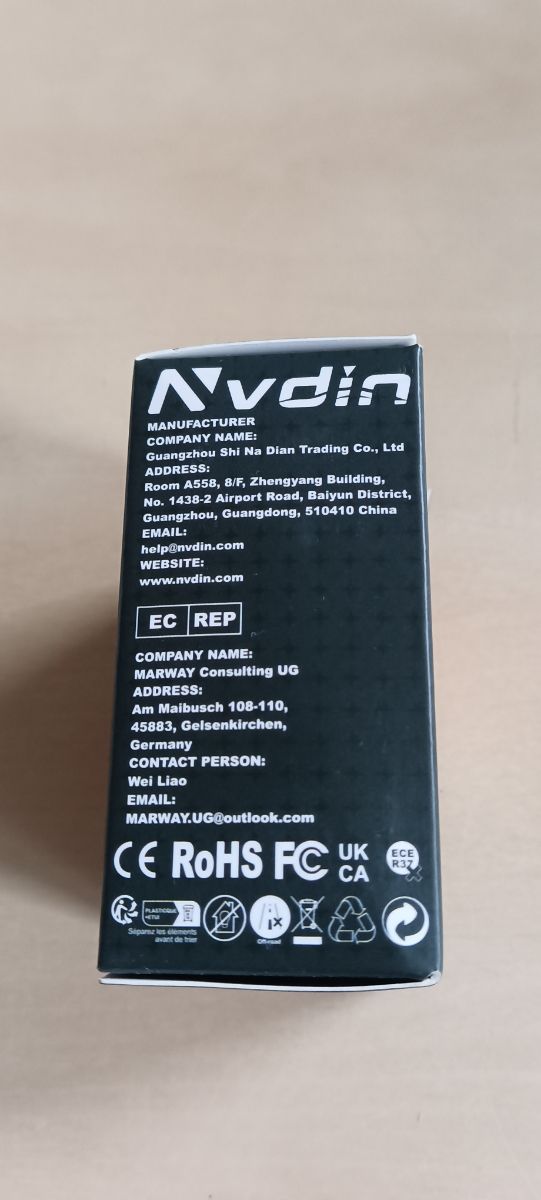 Nvdin
MANUFACTURER
COMPANY NAME:
Guangzhou Shi Na Dian Trading Co., Ltd
ADDRESS:
Room A558, 8/F, Zhengyang Building,
No. 1438-2 Airport Road, Baiyun District,
Guangzhou, Guangdong, 510410 China
EMAIL:
help@nvdin.com
WEBSITE:
www.nvdin.com
EC REP
COMPANY NAME:
MARWAY Consulting UG
ADDRESS:
Am Maibusch 108-110,
45883, Gelsenkirchen,
Germany
CONTACT PERSON:
Wei Liao
EMAIL:
MARWAY.UG@outlook.com
CE RoHS FC UK
CA
ECE
R37
PLASTICQUE
+ETUI
Séparez les éléments
avant de trier
Off-road